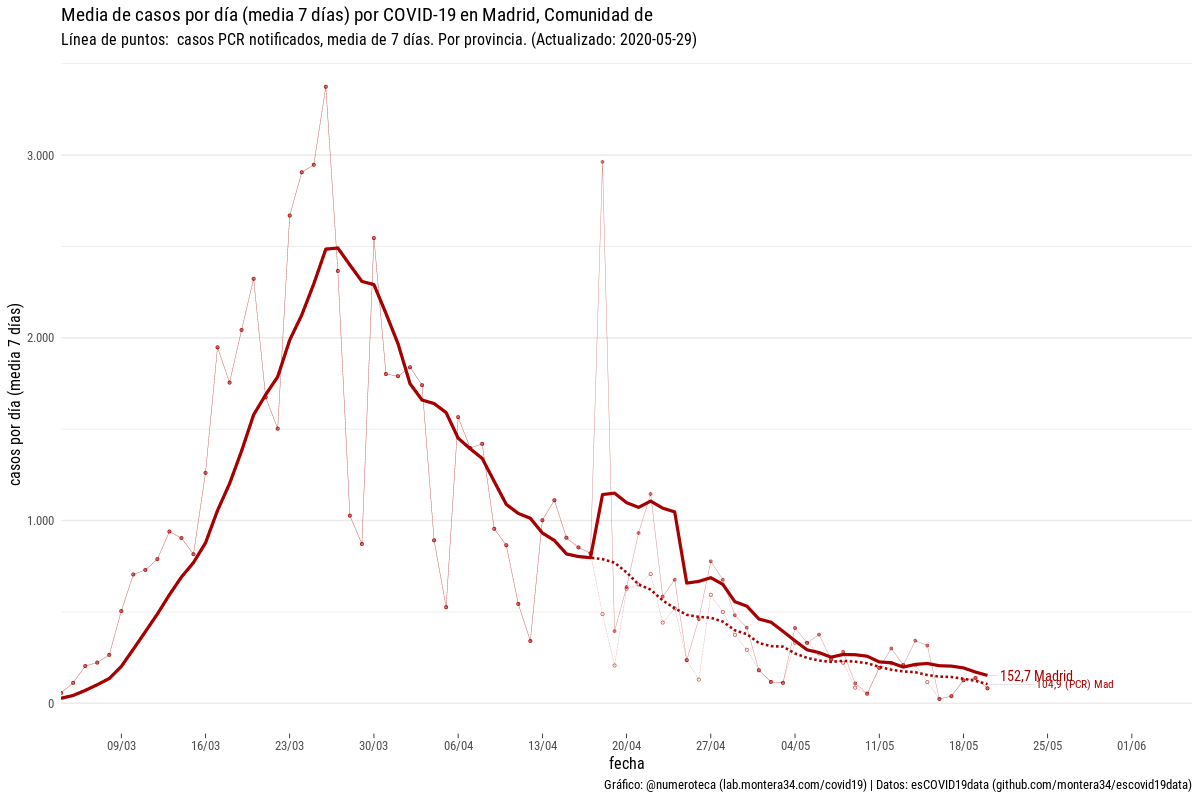 Media de casos por día (media 7 días) por COVID-19 en Madrid, Comunidad de
Línea de puntos:  casos PCR notificados, media de 7 días. Por provincia. (Actualizado: 2020-05-29)
casos por día (media 7 días)
3.000
2.000
1.000
0
152,7 Madrid
104,9 (PCR) Mad
09/03
16/03
23/03
30/03
06/04
13/04
20/04
27/04
04/05
11/05
18/05
25/05
01/06
fecha
Gráfico: @numeroteca (lab.montera34.com/covid19) | Datos: esCOVID19data (github.com/montera34/escovid19data)